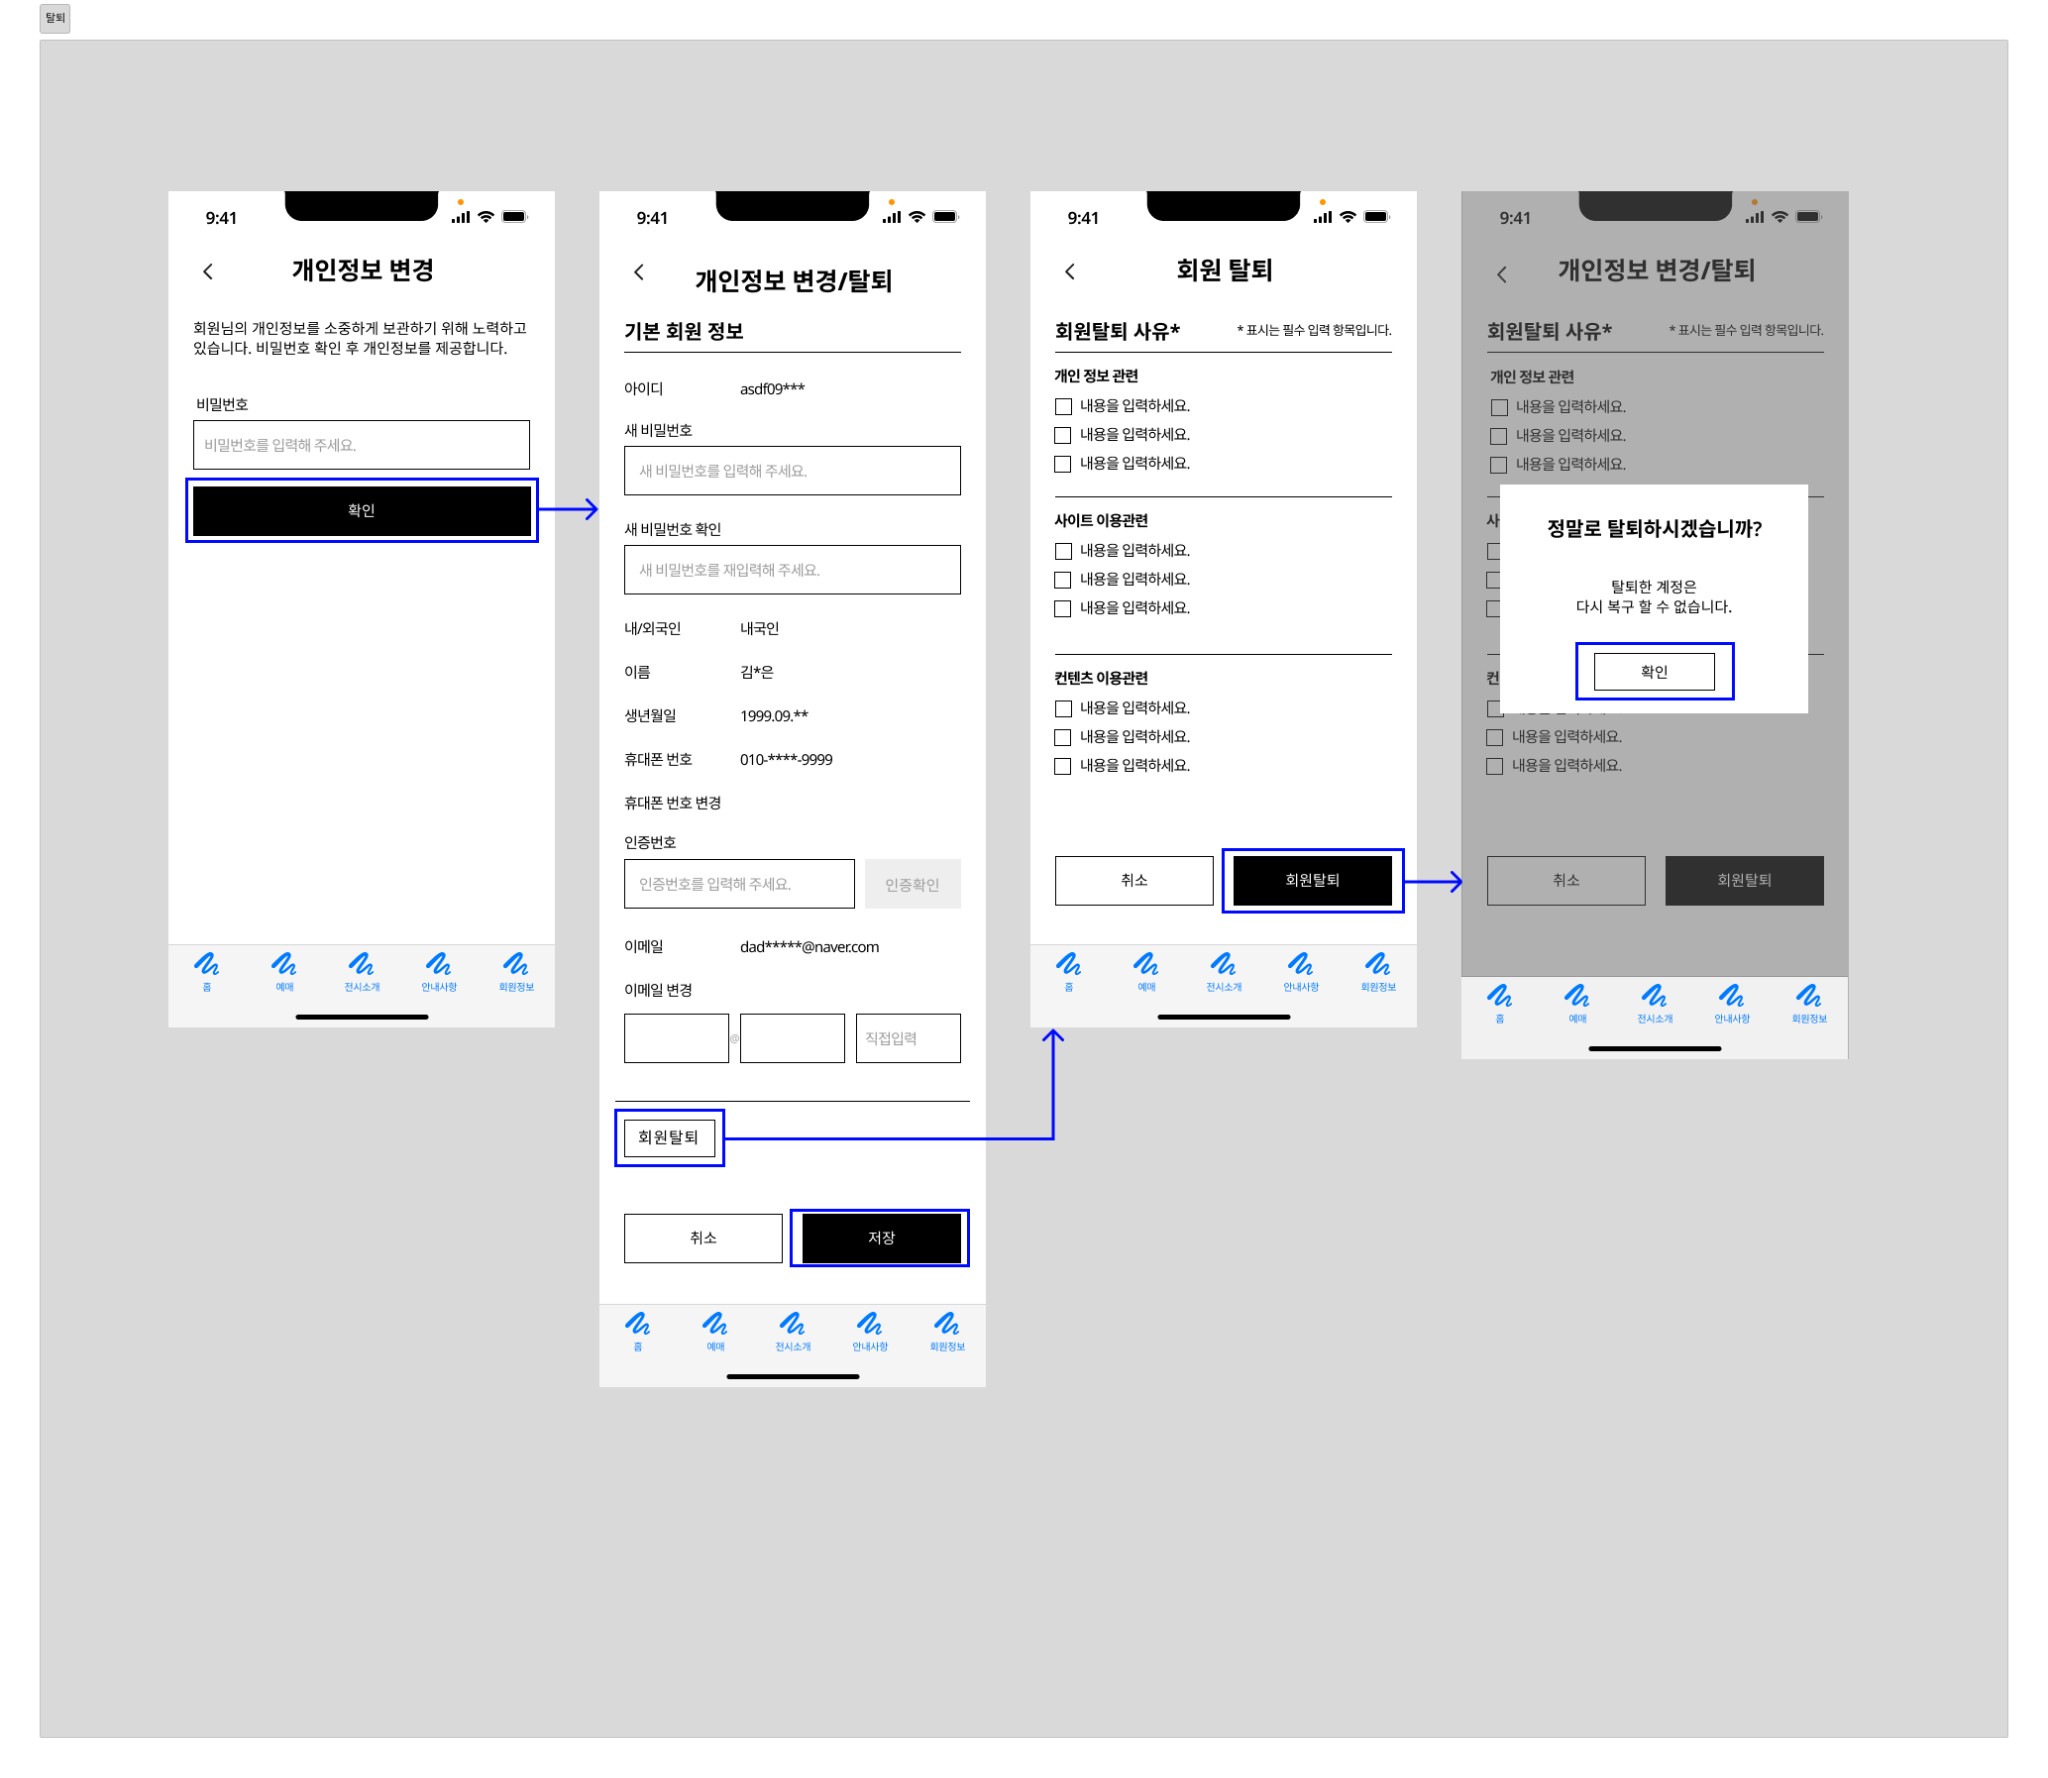 탈퇴
9:41
개인정보 변경
회원님의 개인정보를 소중하게 보관하기 위해 노력하고
있습니다. 비밀번호 확인 후 개인정보를 제공합니다.
비밀번호
비밀번호를 입력해 주세요.
확인
홈
예매
전시소개
안내사항
회원정보
9:41
개인정보 변경/탈퇴
기본 회원 정보
아이디
asdf09***
새 비밀번호
새 비밀번호를 입력해 주세요.
새 비밀번호 확인
새 비밀번호를 재입력해 주세요.
내/외국인
내국인
이름
김*은
생년월일
1999.09.**
휴대폰 번호
010-****-9999
휴대폰 번호 변경
인증번호
인증번호를 입력해 주세요.
인증확인
이메일
dad*****@naver.com
이메일 변경
@
직접입력
회원탈퇴
취소
저장
홈
예매
전시소개
안내사항
회원정보
9:41
회원 탈퇴
회원탈퇴 사유*
* 표시는 필수 입력 항목입니다.
개인 정보 관련
내용을 입력하세요.
내용을 입력하세요.
내용을 입력하세요.
사이트 이용관련
내용을 입력하세요.
내용을 입력하세요.
내용을 입력하세요.
컨텐츠 이용관련
내용을 입력하세요.
내용을 입력하세요.
내용을 입력하세요.
취소
회원탈퇴
홈
예매
전시소개
안내사항
회원정보
9:41
개인정보 변경/탈퇴
회원탈퇴 사유*
* 표시는 필수 입력 항목입니다.
개인 정보 관련
내용을 입력하세요.
내용을 입력하세요.
내용을 입력하세요.
사
정말로 탈퇴하시겠습니까?
탈퇴한 계정은
다시 복구 할 수 없습니다.
확인
컨
내용을 입력하세요.
내용을 입력하세요.
취소
회원탈퇴
홈
예매
전시소개
안내사항
회원정보